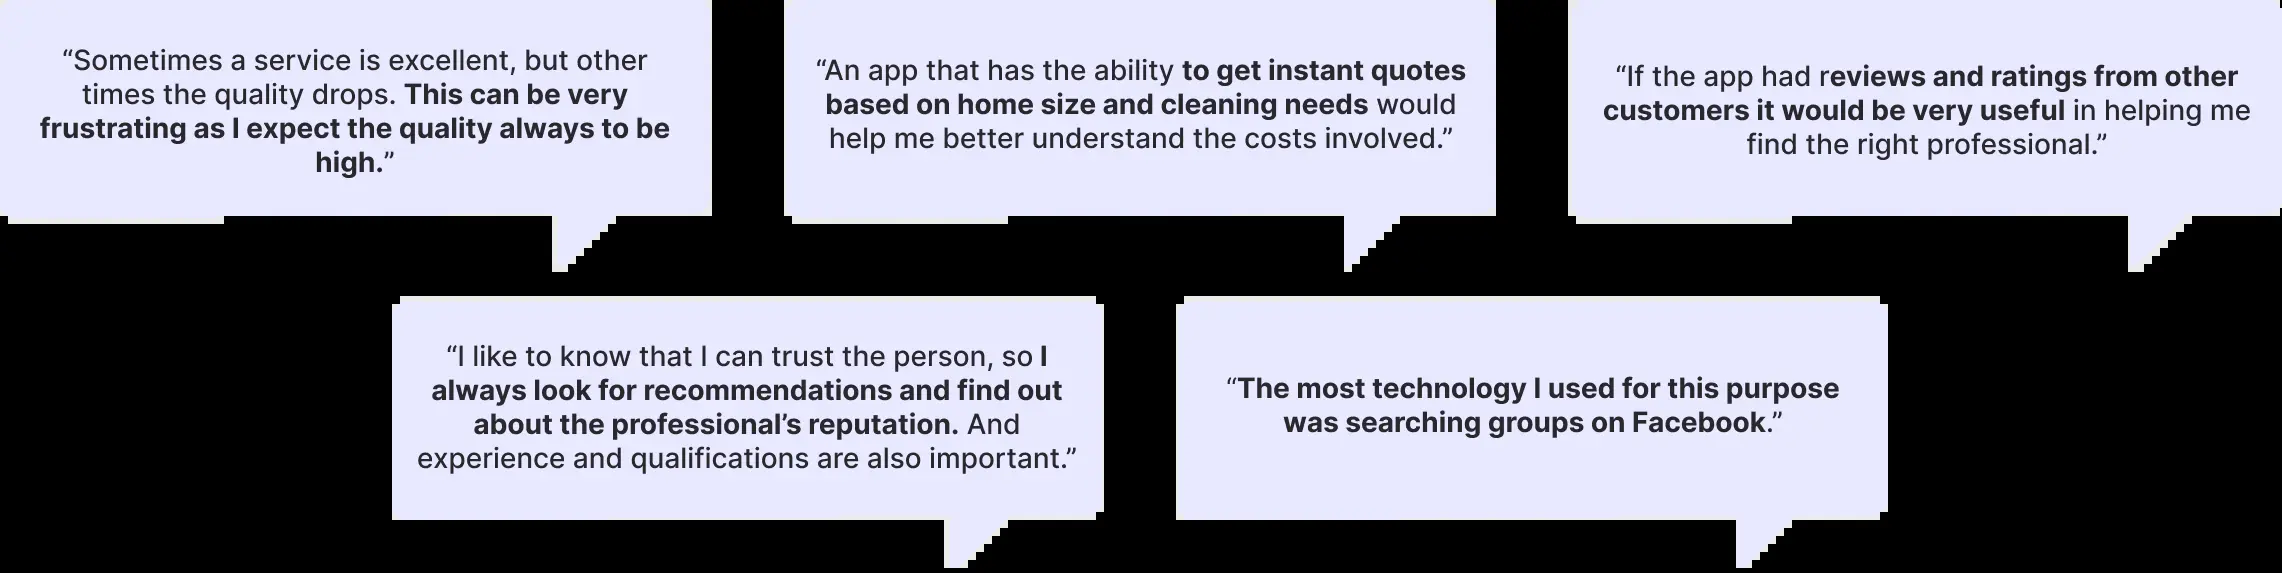 “Sometimes a service is excellent, but other
times the quality drops. This can be very
frustrating as I expect the quality always to be
high.”
“An app that has the ability to get instant quotes
based on home size and cleaning needs would
help me better understand the costs involved.”
“If the app had reviews and ratings from other
customers it would be very useful in helping me
find the right professional.”
“I like to know that I can trust the person, so I
always look for recommendations and find out
about the professional’s reputation. And
experience and qualifications are also important.”
“The most technology I used for this purpose
was searching groups on Facebook.”